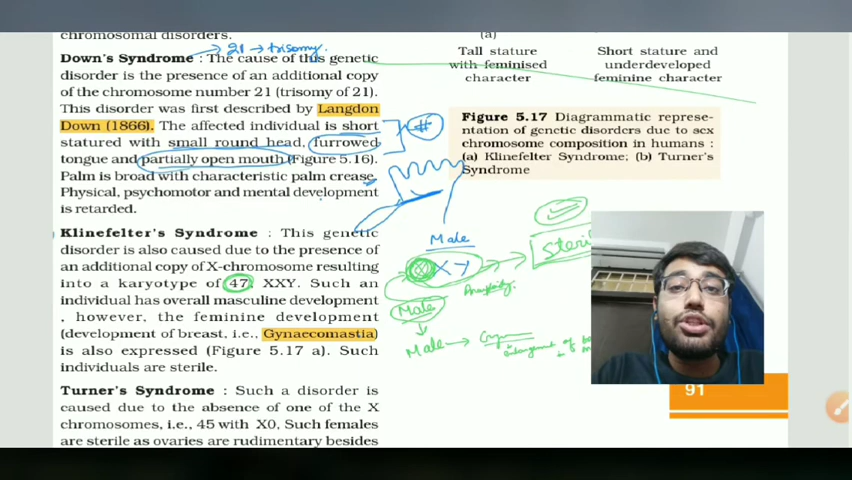 chromosomal disorders.
Down's Syndrome : The cause of this genetic
disorder is the presence of an additional copy
of the chromosome number 21 (trisomy of 21).
This disorder was first described by Langdon
Down (1866). The affected individual is short
statured with small round head, furrowed
tongue and partially open mouth (Figure 5.16).
Palm is broad with characteristic palm crease.
Physical, psychomotor and mental development
is retarded.
Klinefelter's Syndrome : This genetic
disorder is also caused due to the presence of
an additional copy of X-chromosome resulting
into a karyotype of 47, XXY. Such an
individual has overall masculine development
, however, the feminine development
(development of breast, i.e., Gynaecomastia)
is also expressed (Figure 5.17 a). Such
individuals are sterile.
Turner's Syndrome : Such a disorder is
caused due to the absence of one of the X
chromosomes, i.e., 45 with X0, Such females
are sterile as ovaries are rudimentary besides
21 → trisomy.
#
(a)
Tall stature
with feminised
character
Short stature and
underdeveloped
feminine character
Figure 5.17 Diagrammatic represe-
ntation of genetic disorders due to sex
chromosome composition in humans :
(a) Klinefelter Syndrome; (b) Turner's
Syndrome
Male
X X Y
Male
Male →
enlargement of
91